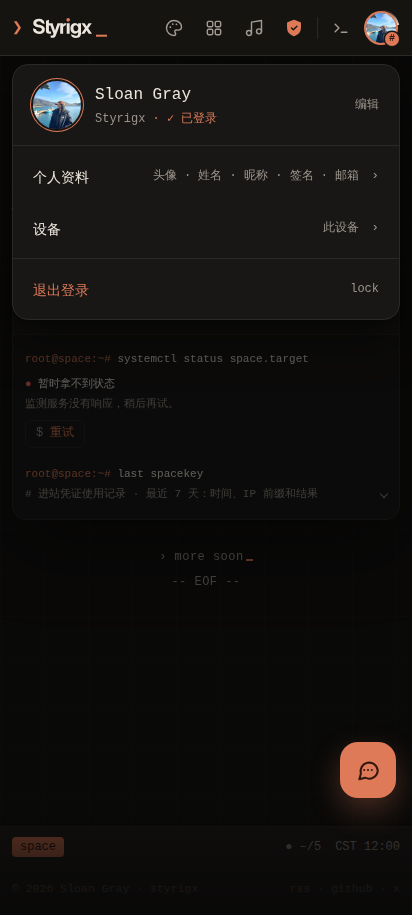 ❯ Styrigx _
#
Sloan Gray
Styrigx · ✓ 已登录
编辑
个人资料 头像 · 姓名 · 昵称 · 签名 · 邮箱 ›
设备 此设备 ›
退出登录 lock
root@space:~# systemctl status space.target
● 暂时拿不到状态
监测服务没有响应，稍后再试。
$ 重试
root@space:~# last spacekey
# 进站凭证使用记录 · 最近 7 天：时间、IP 前缀和结果
› more soon_
-- EOF --
space ● –/5 CST 12:00
© 2026 Sloan Gray · styrigx rss · github · x